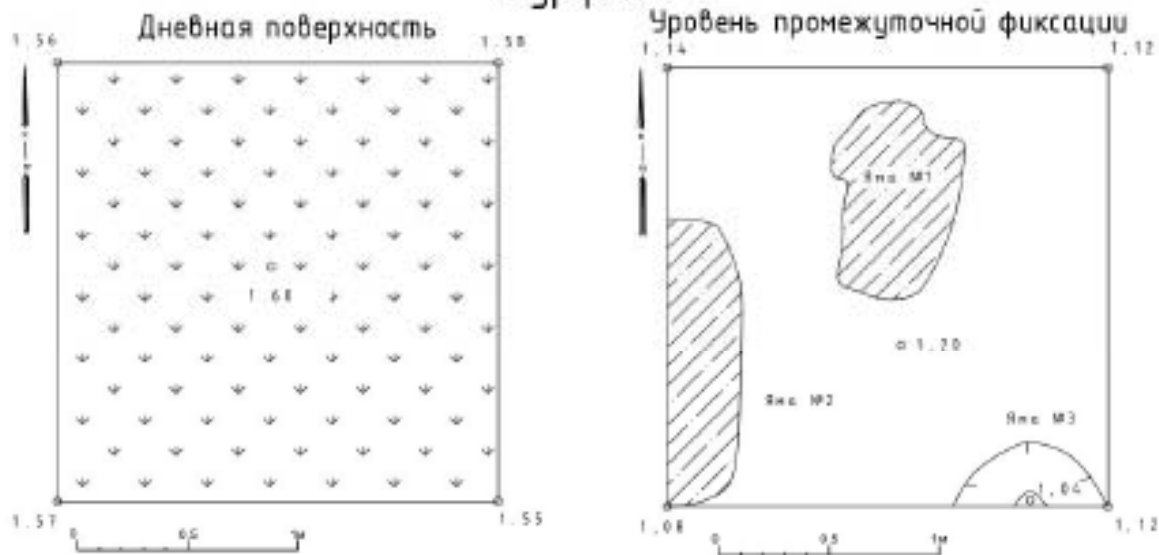 Дневная поверхность
1.56
1.60
1.57
1.55
0 0,5 1м
Уровень промежуточной фиксации
1.14 1.12
Яма №1
1.20
Яма №2
Яма №3
1.04
1.08 1.12
0 0,5 1м